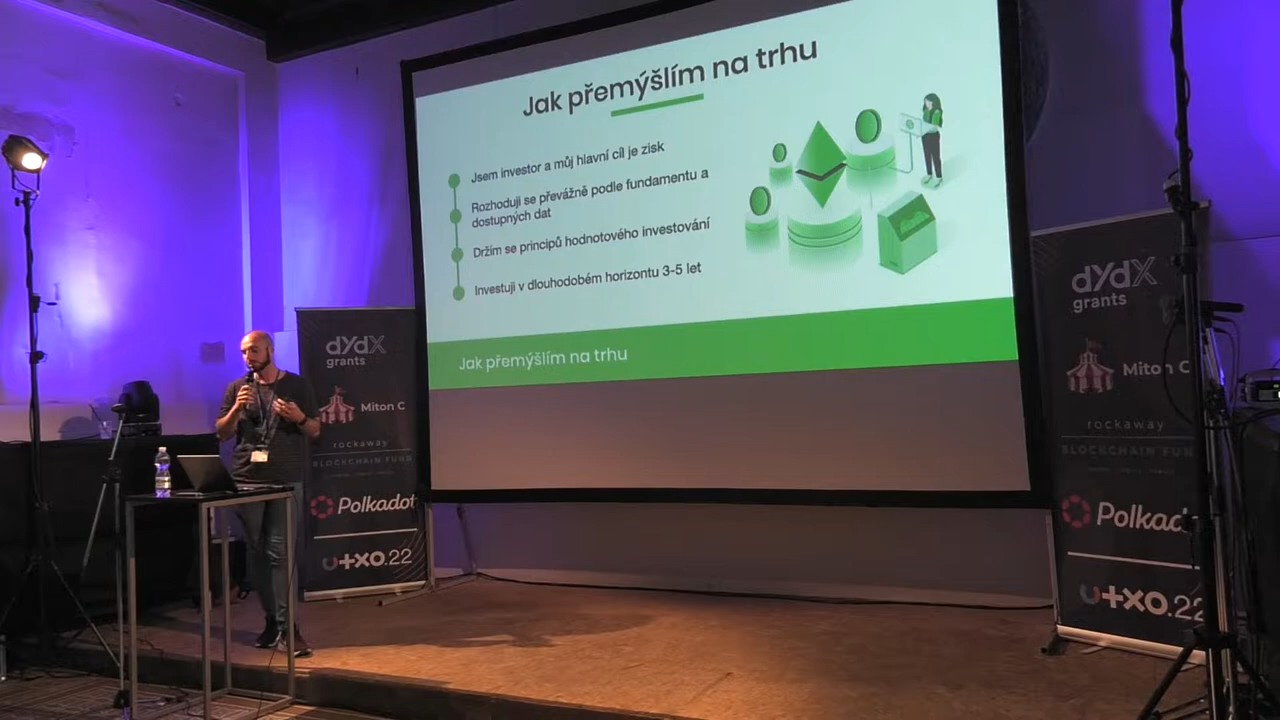 Jak přemýšlím na trhu
Jsem investor a můj hlavní cíl je zisk
Rozhoduji se převážně podle fundamentu a
dostupných dat
Držím se principů hodnotového investování
Investuji v dlouhodobém horizontu 3-5 let
Jak přemýšlím na trhu
dYdX
grants
Miton C
rockaway
BLOCKCHAIN FUND
Polkadot
utxo.22
dYdX
grants
Miton C
rockaway
BLOCKCHAIN FUN
Polkad
utxo.22